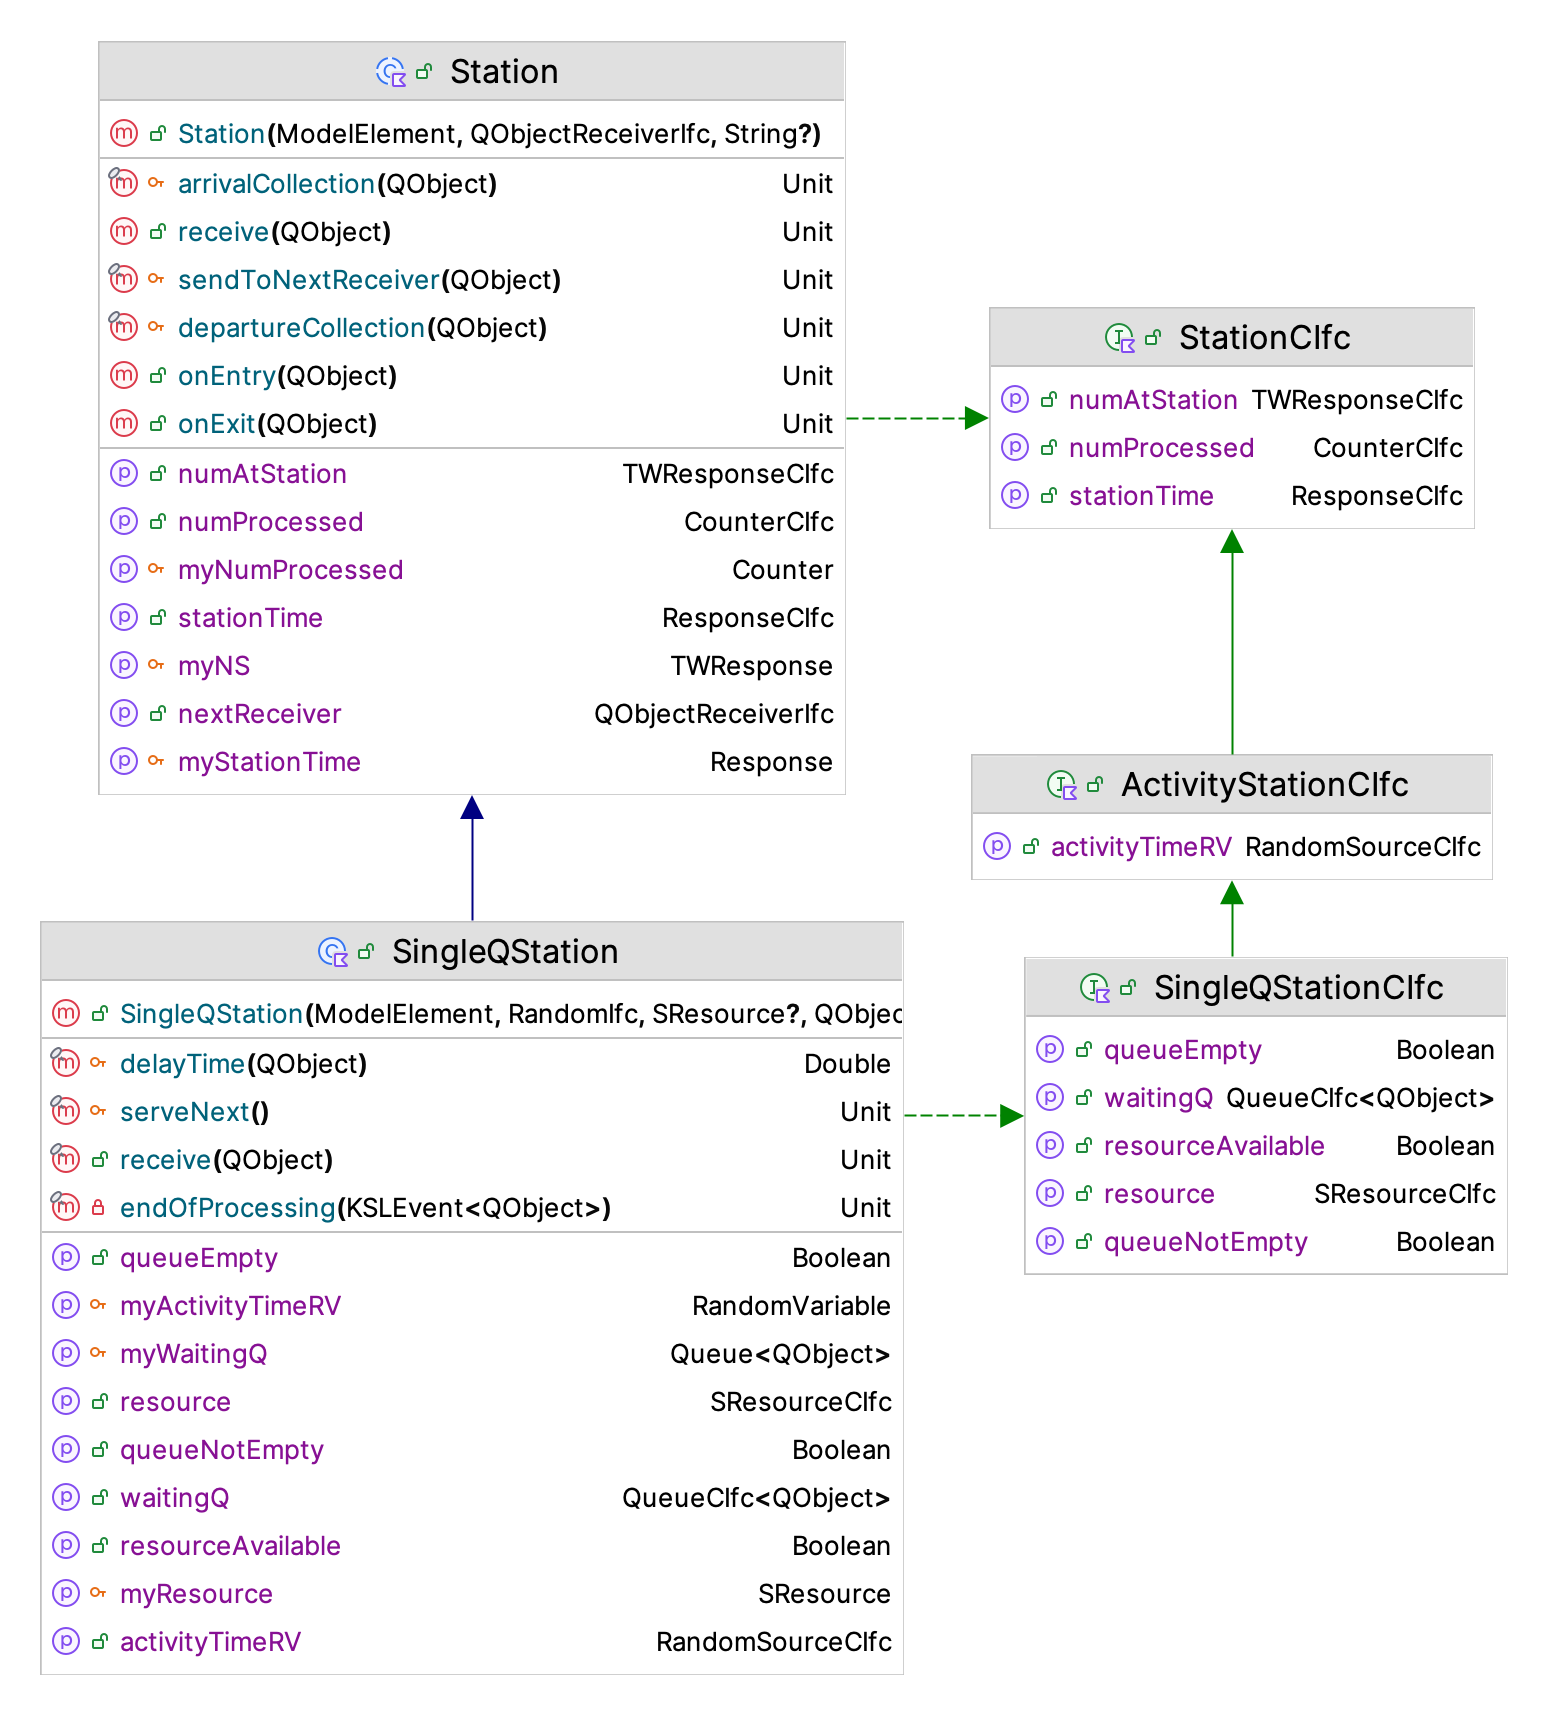 Station
Station(ModelElement, QObjectReceiverIfc, String?)
arrivalCollection(QObject) Unit
receive(QObject) Unit
sendToNextReceiver(QObject) Unit
departureCollection(QObject) Unit
onEntry(QObject) Unit
onExit(QObject) Unit
numAtStation TWResponseCIfc
numProcessed CounterCIfc
myNumProcessed Counter
stationTime ResponseCIfc
myNS TWResponse
nextReceiver QObjectReceiverIfc
myStationTime Response
StationCIfc
numAtStation TWResponseCIfc
numProcessed CounterCIfc
stationTime ResponseCIfc
ActivityStationCIfc
activityTimeRV RandomSourceCIfc
SingleQStation
SingleQStation(ModelElement, RandomIfc, SResource?, QObjec
delayTime(QObject) Double
serveNext() Unit
receive(QObject) Unit
endOfProcessing(KSLEvent<QObject>) Unit
queueEmpty Boolean
myActivityTimeRV RandomVariable
myWaitingQ Queue<QObject>
resource SResourceCIfc
queueNotEmpty Boolean
waitingQ QueueCIfc<QObject>
resourceAvailable Boolean
myResource SResource
activityTimeRV RandomSourceCIfc
SingleQStationCIfc
queueEmpty Boolean
waitingQ QueueCIfc<QObject>
resourceAvailable Boolean
resource SResourceCIfc
queueNotEmpty Boolean